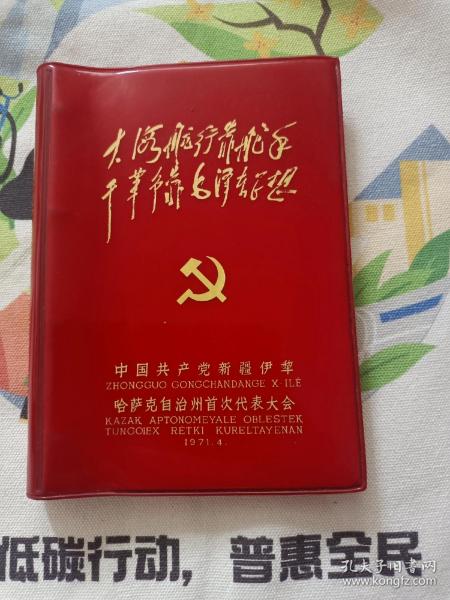 大海航行靠舵手
干革命靠毛泽东思想
中国共产党新疆伊犁
ZHONGGUO GONGCHANDANGE X-ILE
哈萨克自治州首次代表大会
KAZAK APTONOMEYALE OBLESTEK
TUNGOIEX RETKI KURELTAYENAN
1971.4.
低碳行动，普惠全民
孔夫子旧书网
www.kongfz.com